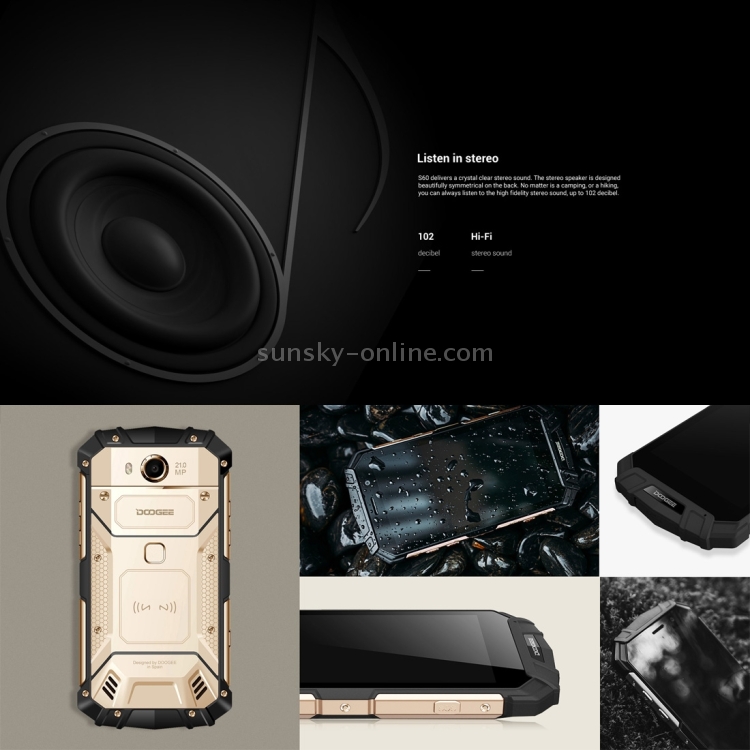 Listen in stereo
S60 delivers a crystal clear stereo sound. The stereo speaker is designed
beautifully symmetrical on the back. No matter is a camping, or a hiking,
you can always listen to the high fidelity stereo sound, up to 102 decibel.
102
Hi-Fi
decibel
stereo sound
sunsky-online.com
21.0
MP
DOOGEE
Designed by DOOGEE
in Spain
DOOGEE
DOOGEE